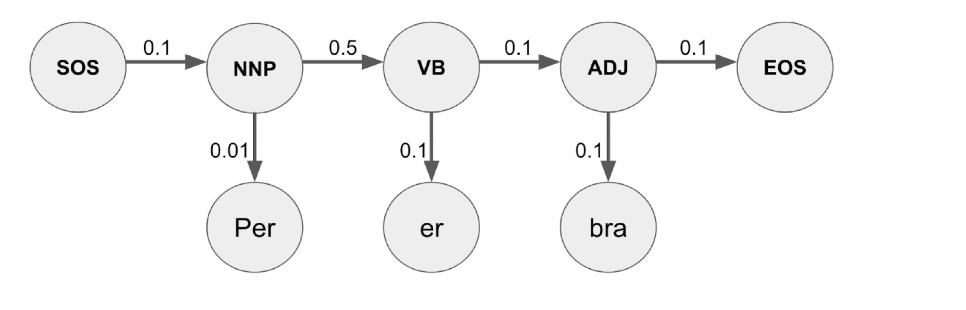 0.1 0.5 0.1 0.1
SOS NNP VB ADJ EOS
0.01 0.1 0.1
Per er bra